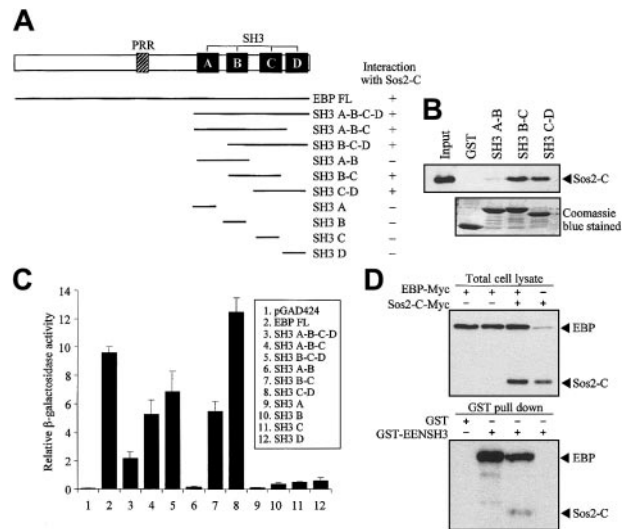 A
PRR
SH3
A B C D
Interaction
with Sos2-C
EBP FL +
SH3 A-B-C-D +
SH3 A-B-C +
SH3 B-C-D +
SH3 A-B –
SH3 B-C +
SH3 C-D +
SH3 A –
SH3 B –
SH3 C –
SH3 D –
B
Input
GST
SH3 A-B
SH3 B-C
SH3 C-D
Sos2-C
Coomassie
blue stained
C
Relative β-galactosidase activity
14
12
10
8
6
4
2
0
1 2 3 4 5 6 7 8 9 10 11 12
1. pGAD424
2. EBP FL
3. SH3 A-B-C-D
4. SH3 A-B-C
5. SH3 B-C-D
6. SH3 A-B
7. SH3 B-C
8. SH3 C-D
9. SH3 A
10. SH3 B
11. SH3 C
12. SH3 D
D
Total cell lysate
EBP-Myc + + + –
Sos2-C-Myc – – + +
EBP
Sos2-C
GST pull down
GST + – – –
GST-EENSH3 – + + +
EBP
Sos2-C